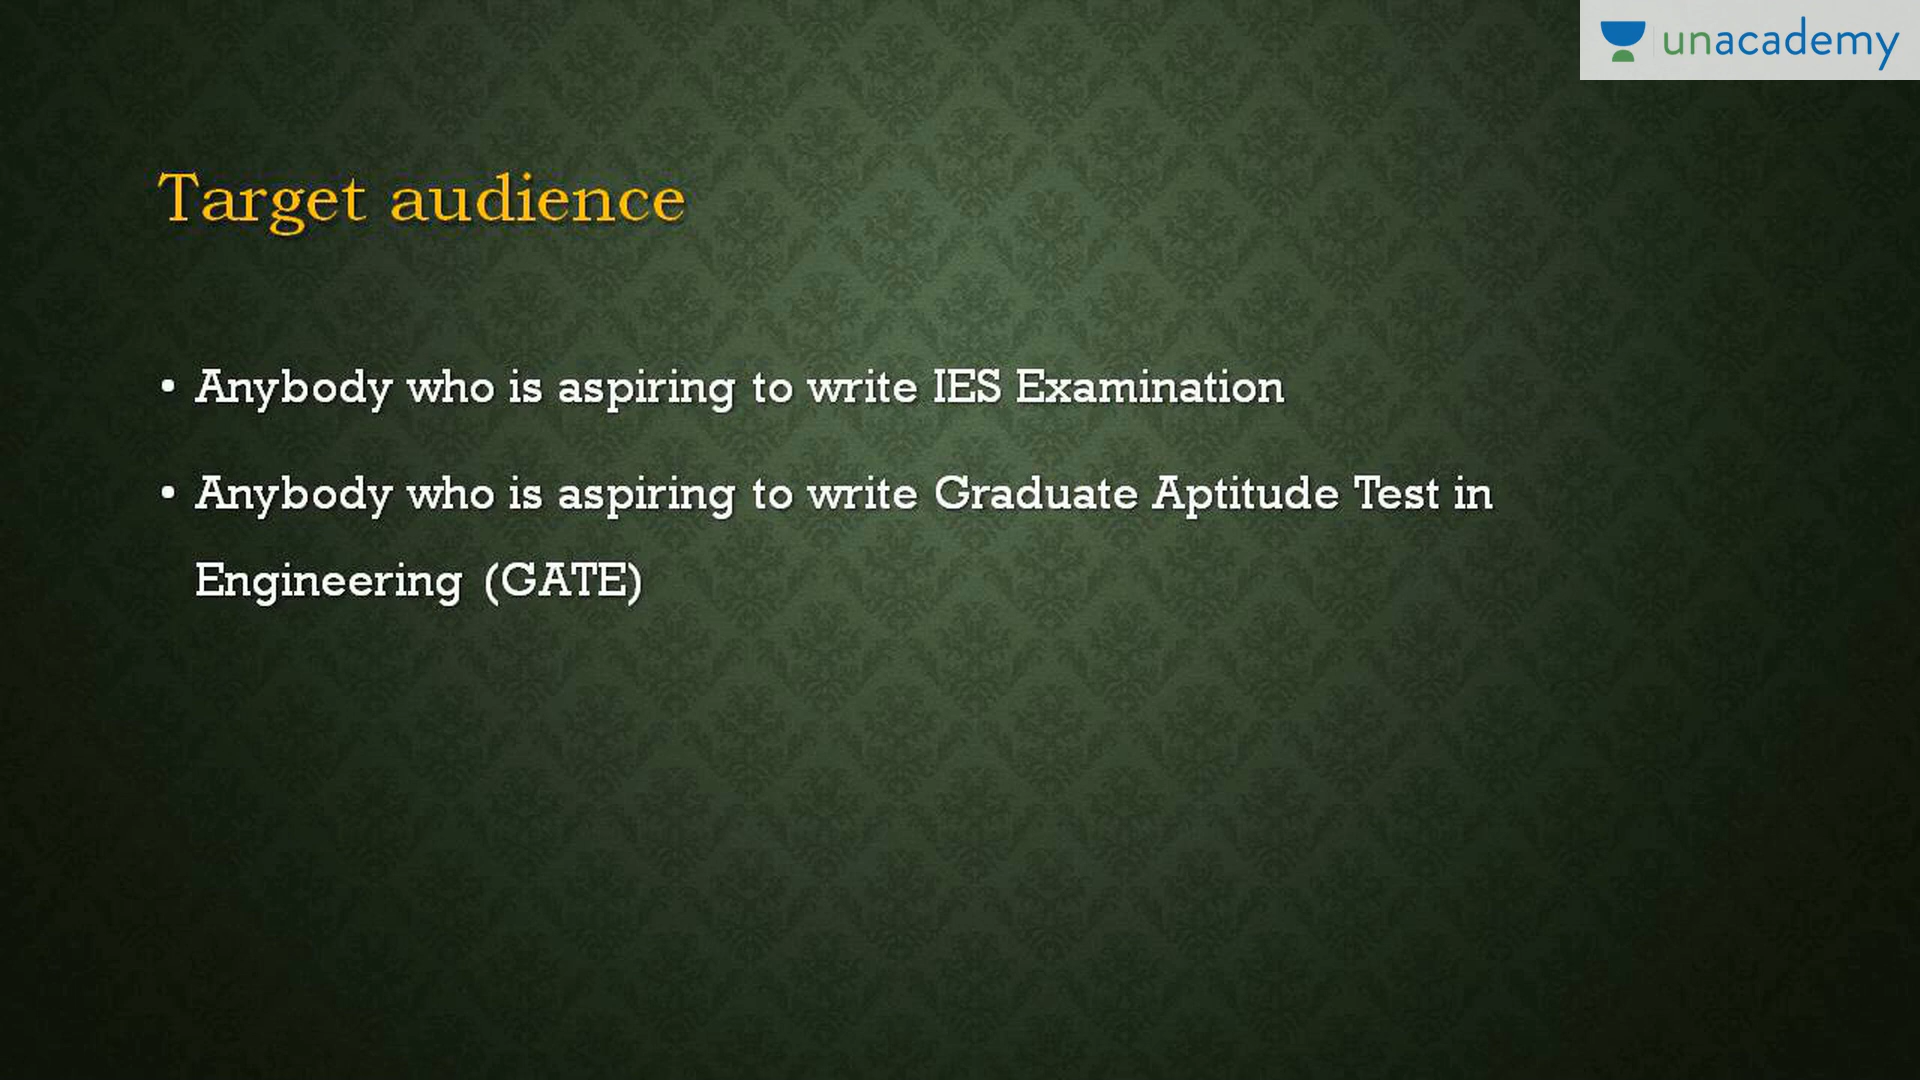 unacademy
Target audience
• Anybody who is aspiring to write IES Examination
• Anybody who is aspiring to write Graduate Aptitude Test in
Engineering (GATE)